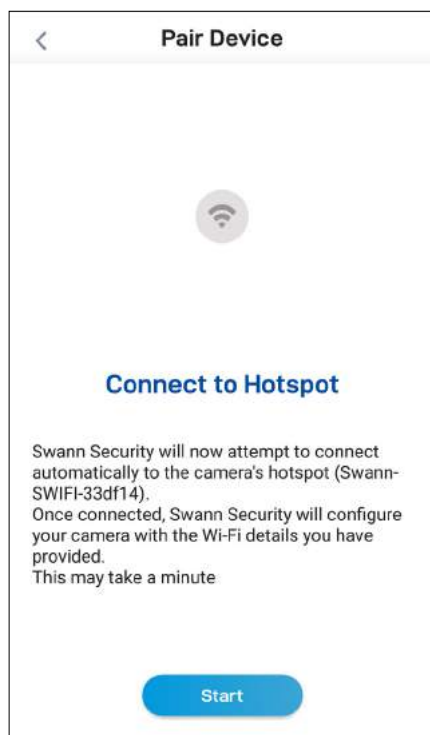 Pair Device
Connect to Hotspot
Swann Security will now attempt to connect
automatically to the camera's hotspot (Swann-
SWIFI-33df14).
Once connected, Swann Security will configure
your camera with the Wi-Fi details you have
provided.
This may take a minute
Start